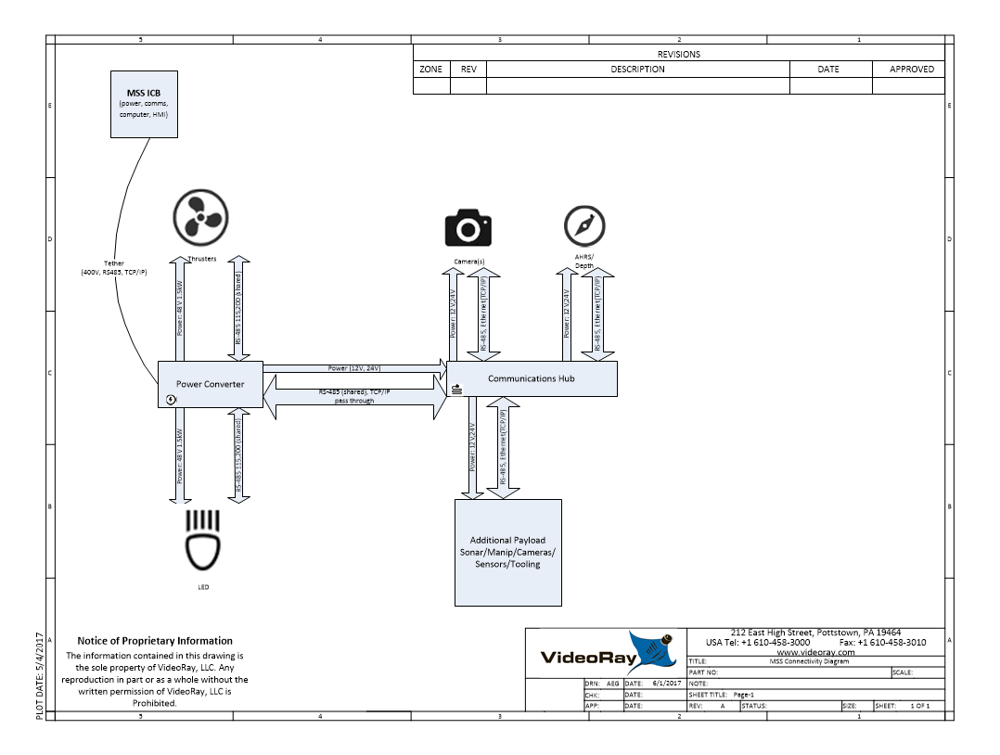 5 4 3 2 1
REVISIONS
ZONE REV DESCRIPTION DATE APPROVED
E
E
MSS ICB
(power, comms,
computer, HMI)
D
D
Thrusters
Camera(s)
AHRS/
Depth
Tether
(400V, RS485, TCP/IP)
Power: 48V 1.5kW
RS-485 115,200 (shared)
Power: 12V,24V
RS-485, Ethernet(TCP/IP)
Power: 12V,24V
RS-485, Ethernet(TCP/IP)
C
C
Power Converter
Power (12V, 24V)
RS-485 (shared), TCP/IP
pass through
Communications Hub
Power: 48V 1.5kW
RS-485 115,200 (shared)
Power: 12V,24V
RS-485, Ethernet(TCP/IP)
B
B
LED
Additional Payload
Sonar/Manip/Cameras/
Sensors/Tooling
A
A
PLOT DATE: 5/4/2017
Notice of Proprietary Information
The information contained in this drawing is
the sole property of VideoRay, LLC. Any
reproduction in part or as a whole without the
written permission of VideoRay, LLC is
Prohibited.
VideoRay
212 East High Street, Pottstown, PA 19464
USA Tel: +1 610-458-3000 Fax: +1 610-458-3010
www.videoray.com
TITLE: MSS Connectivity Diagram
PART NO: SCALE:
DRN: AEG DATE: 6/1/2017 NOTE:
CHK: DATE: SHEET TITLE: Page-1
APP: DATE: REV: A STATUS: SIZE: SHEET: 1 OF 1
5 4 3 2 1